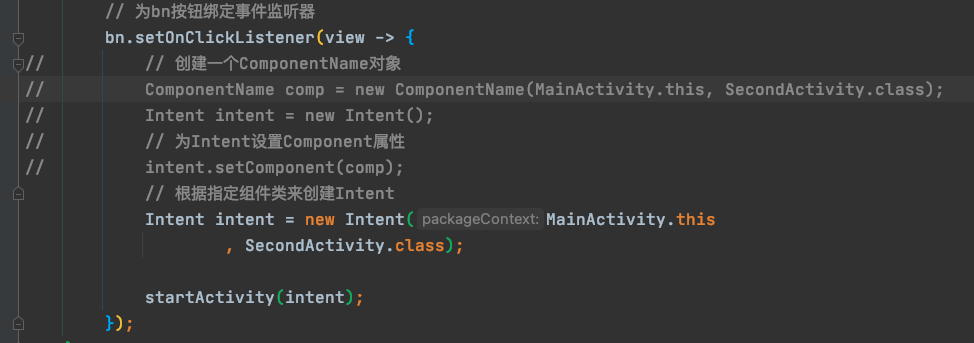 // 为bn按钮绑定事件监听器
bn.setOnClickListener(view -> {
// // 创建一个ComponentName对象
// ComponentName comp = new ComponentName(MainActivity.this, SecondActivity.class);
// Intent intent = new Intent();
// // 为Intent设置Component属性
// intent.setComponent(comp);
// 根据指定组件类来创建Intent
Intent intent = new Intent( packageContext: MainActivity.this
, SecondActivity.class);
startActivity(intent);
});